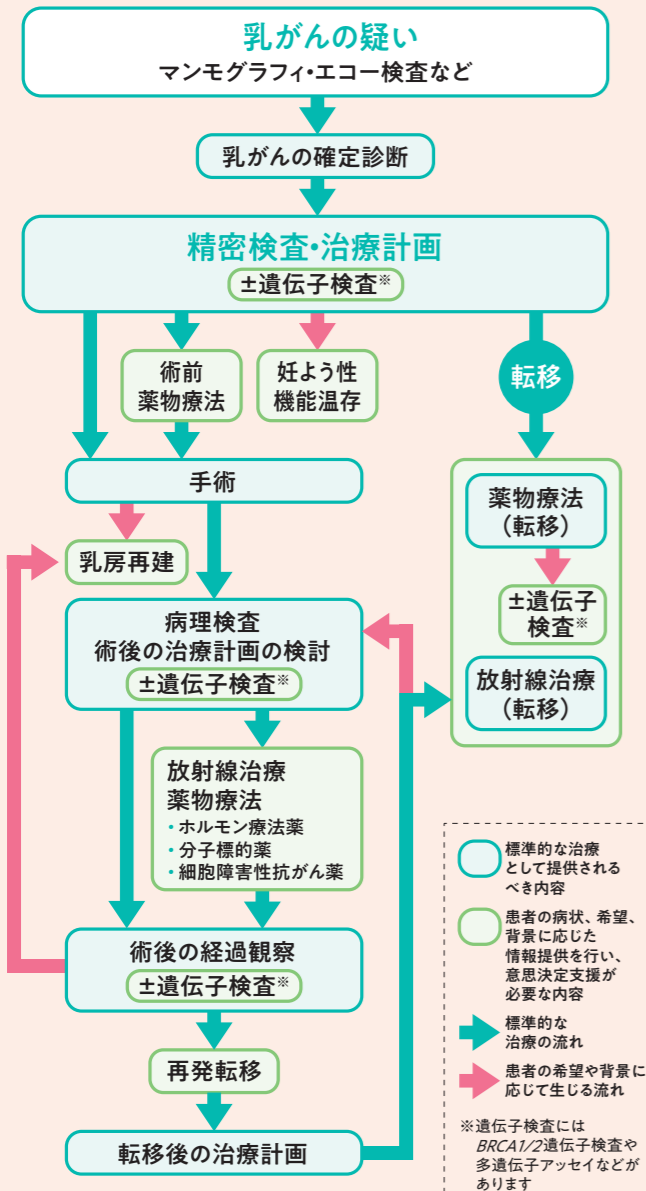 乳がんの疑い
マンモグラフィ・エコー検査など
乳がんの確定診断
精密検査・治療計画
±遺伝子検査※
術前
薬物療法
妊よう性
機能温存
転移
手術
乳房再建
薬物療法
（転移）
±遺伝子
検査※
放射線治療
（転移）
病理検査
術後の治療計画の検討
±遺伝子検査※
放射線治療
薬物療法
・ホルモン療法薬
・分子標的薬
・細胞障害性抗がん薬
術後の経過観察
±遺伝子検査※
再発転移
転移後の治療計画
標準的な治療
として提供される
べき内容
患者の病状、希望、
背景に応じた
情報提供を行い、
意思決定支援が
必要な内容
標準的な
治療の流れ
患者の希望や背景に
応じて生じる流れ
※遺伝子検査には
BRCA1/2遺伝子検査や
多遺伝子アッセイなどが
あります